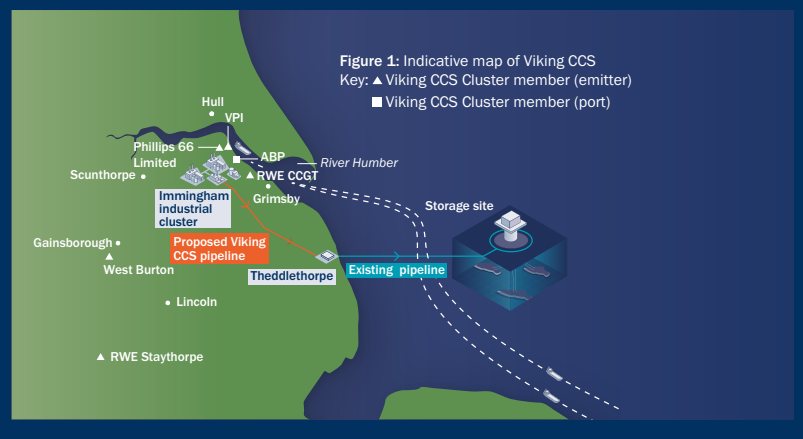 Figure 1: Indicative map of Viking CCS
Key: ▲ Viking CCS Cluster member (emitter)
■ Viking CCS Cluster member (port)
Hull
VPI
Phillips 66
Limited
ABP
River Humber
Scunthorpe
RWE CCGT
Grimsby
Immingham
industrial
cluster
Storage site
Proposed Viking
CCS pipeline
Gainsborough
West Burton
Theddlethorpe
Existing pipeline
Lincoln
RWE Staythorpe